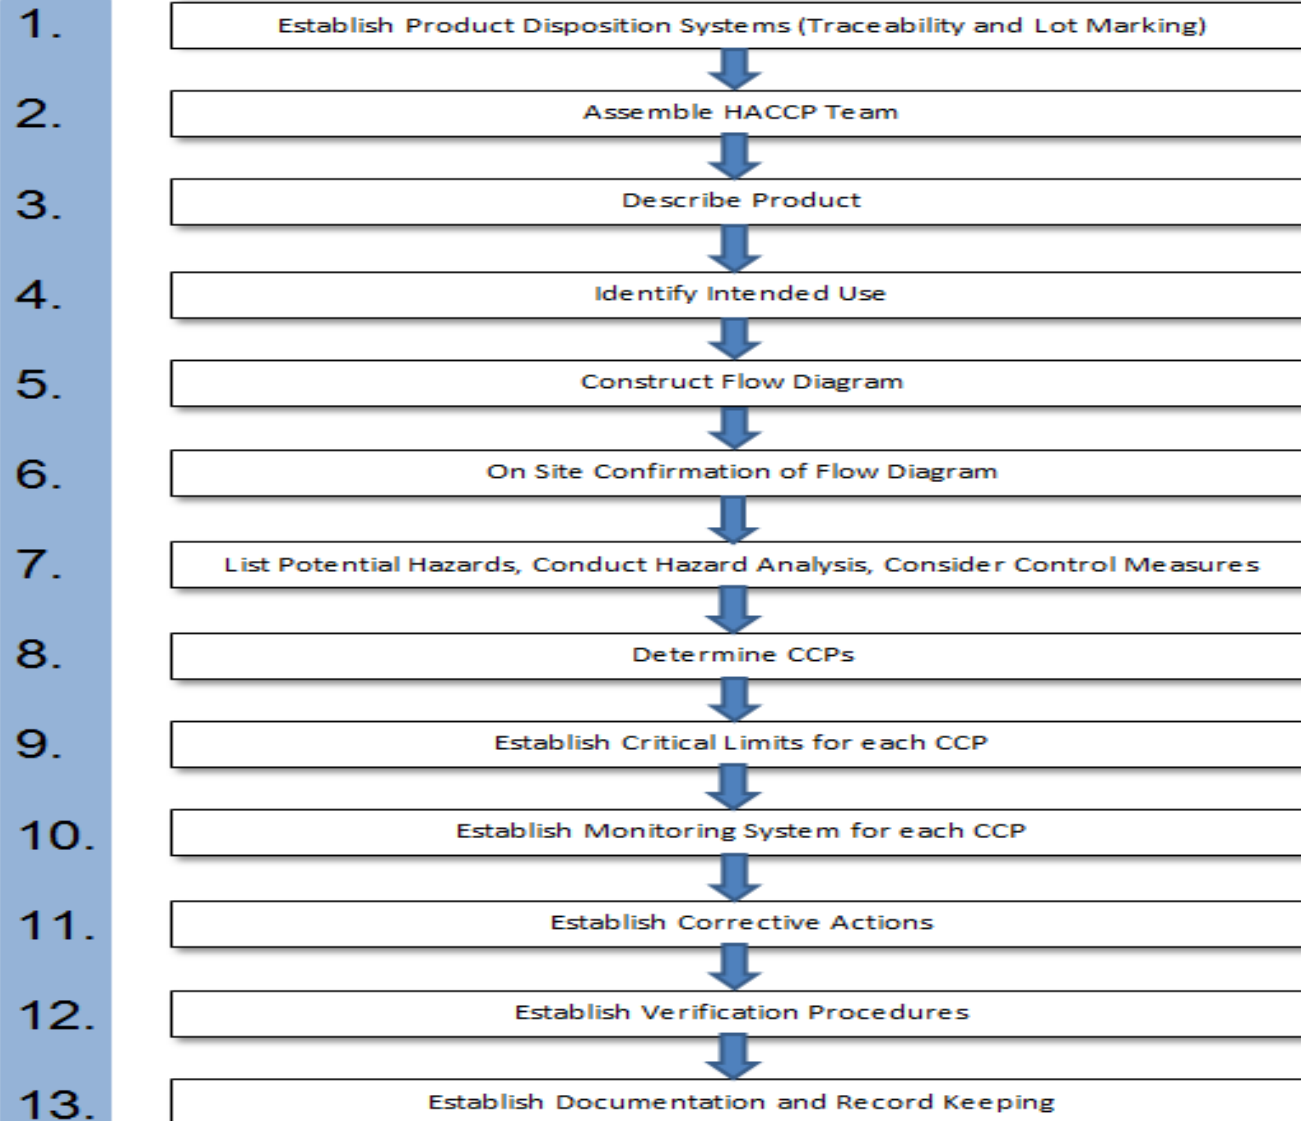 1. Establish Product Disposition Systems (Traceability and Lot Marking)
2. Assemble HACCP Team
3. Describe Product
4. Identify Intended Use
5. Construct Flow Diagram
6. On Site Confirmation of Flow Diagram
7. List Potential Hazards, Conduct Hazard Analysis, Consider Control Measures
8. Determine CCPs
9. Establish Critical Limits for each CCP
10. Establish Monitoring System for each CCP
11. Establish Corrective Actions
12. Establish Verification Procedures
13. Establish Documentation and Record Keeping